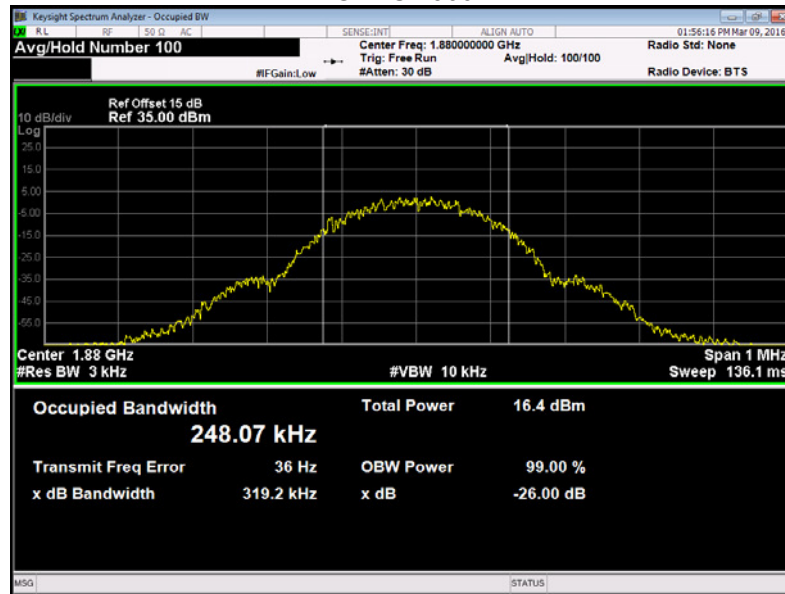 Keysight Spectrum Analyzer - Occupied BW
RL RF 50 Ω AC SENSE:INT ALIGN AUTO 01:56:16 PM Mar 09, 2016
Avg/Hold Number 100 Center Freq: 1.880000000 GHz Radio Std: None
Trig: Free Run Avg|Hold: 100/100
#IFGain:Low #Atten: 30 dB Radio Device: BTS
Ref Offset 15 dB
10 dB/div Ref 35.00 dBm
Log
25.0
15.0
5.00
-5.00
-15.0
-25.0
-35.0
-45.0
-55.0
Center 1.88 GHz Span 1 MHz
#Res BW 3 kHz #VBW 10 kHz Sweep 136.1 ms
Occupied Bandwidth Total Power 16.4 dBm
248.07 kHz
Transmit Freq Error 36 Hz OBW Power 99.00 %
x dB Bandwidth 319.2 kHz x dB -26.00 dB
MSG STATUS